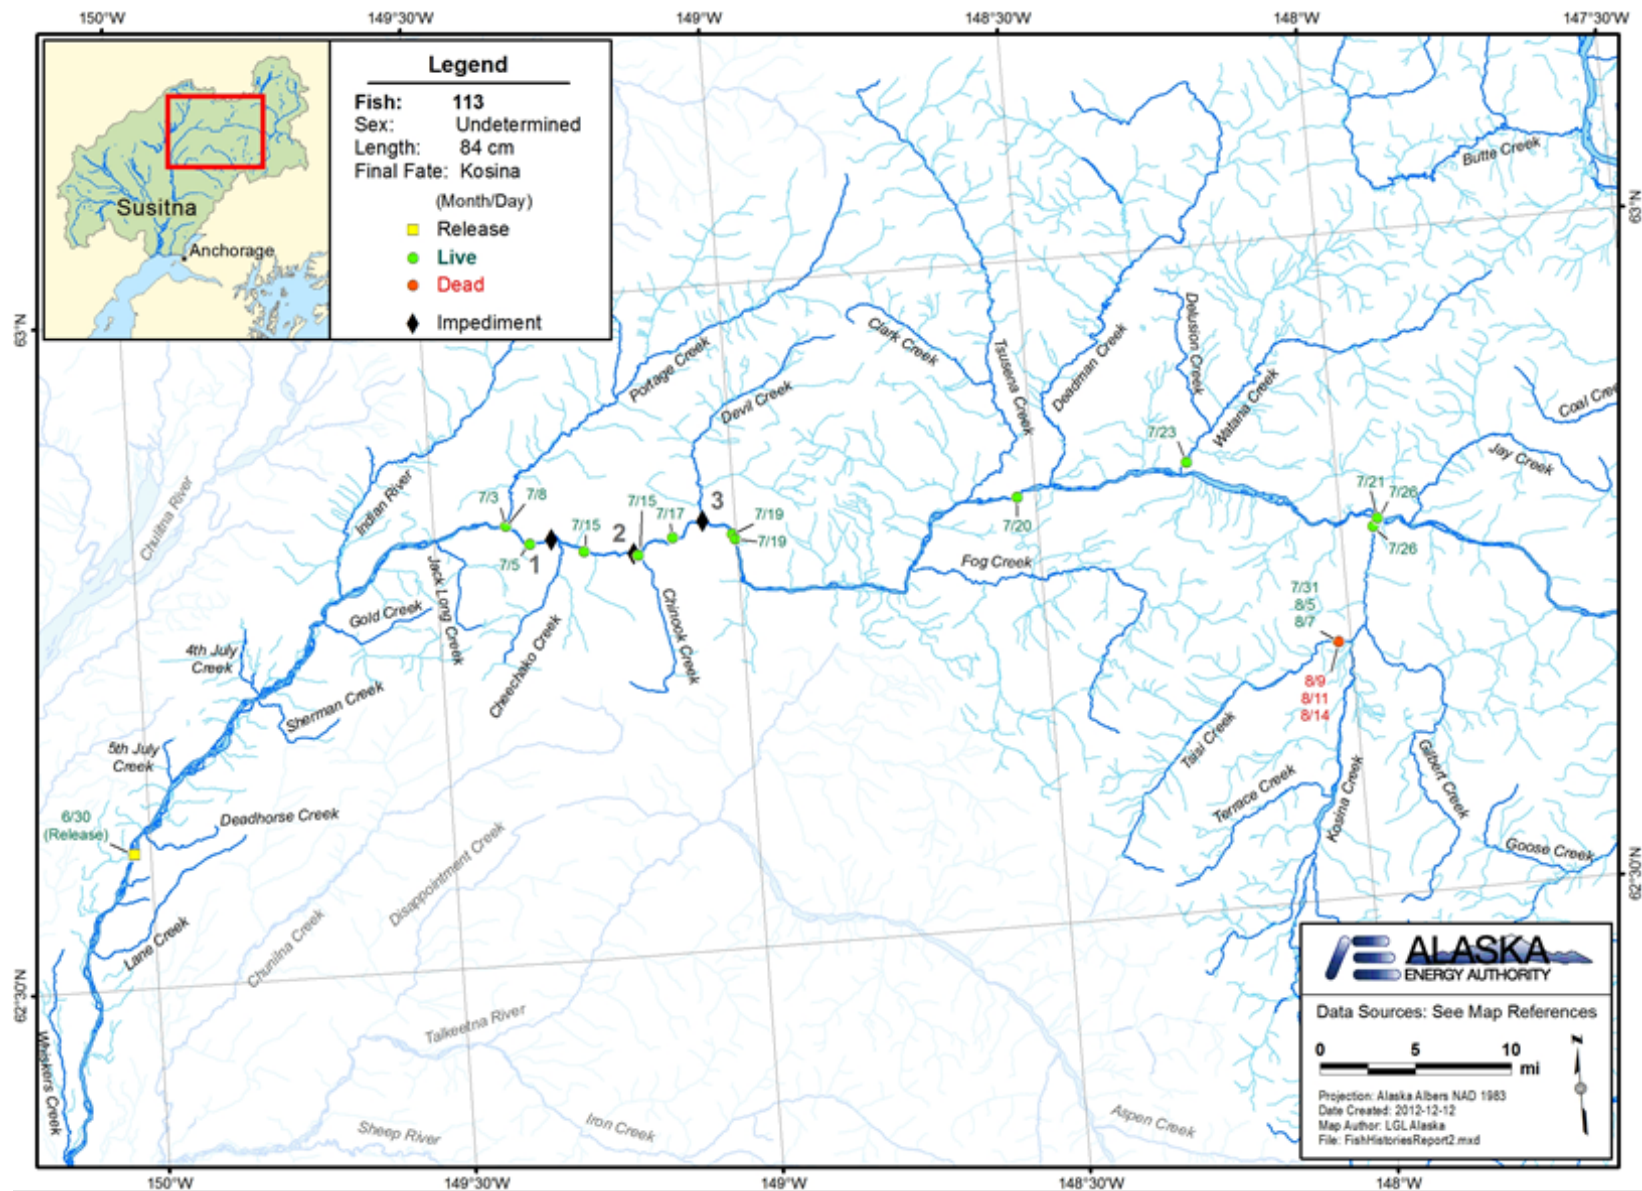 150°W
149°30'W
149°W
148°30'W
148°W
147°30'W
Legend
Fish: 113
Sex: Undetermined
Length: 84 cm
Final Fate: Kosina
(Month/Day)
Release
Live
Dead
Impediment
Susitna
Anchorage
63°N
63°N
Butte Creek
Portage Creek
Devil Creek
Clark Creek
Tsusena Creek
Deadman Creek
Delusion Creek
Watana Creek
Coal Cree
Jay Creek
Chulitna River
Indian River
7/3
7/8
7/5
1
7/15
2
7/15
7/17
3
7/19
7/19
7/20
7/23
7/21
7/26
7/26
Fog Creek
Jack Long Creek
Gold Creek
Cheechako Creek
Chinook Creek
4th July
Creek
Sherman Creek
5th July
Creek
Deadhorse Creek
6/30
(Release)
7/31
8/5
8/7
8/9
8/11
8/14
Tsisi Creek
Terrace Creek
Kosina Creek
Gilbert Creek
Goose Creek
Disappointment Creek
Chunilna Creek
Lane Creek
Whiskers Creek
Talkeetna River
Sheep River
Iron Creek
Aspen Creek
62°30'N
62°30'N
ALASKA
ENERGY AUTHORITY
Data Sources: See Map References
0 5 10
mi
N
Projection: Alaska Albers NAD 1983
Date Created: 2012-12-12
Map Author: LGL Alaska
File: FishHistoriesReport2.mxd
150°W
149°30'W
149°W
148°30'W
148°W